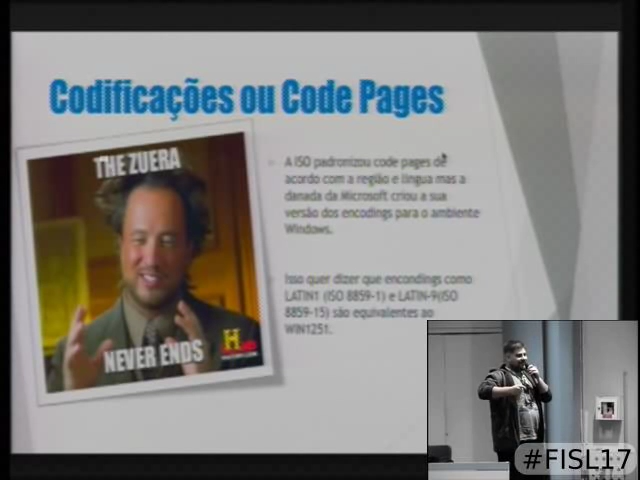 Codificações ou Code Pages
THE ZUERA
NEVER ENDS
H
A ISO padronizou code pages de
acordo com a região e língua mas a
danada da Microsoft criou a sua
versão dos encodings para o ambiente
Windows.
Isso quer dizer que encondings como
LATIN1 (ISO 8859-1) e LATIN-9(ISO
8859-15) são equivalentes ao
WIN1251.
#FISL17